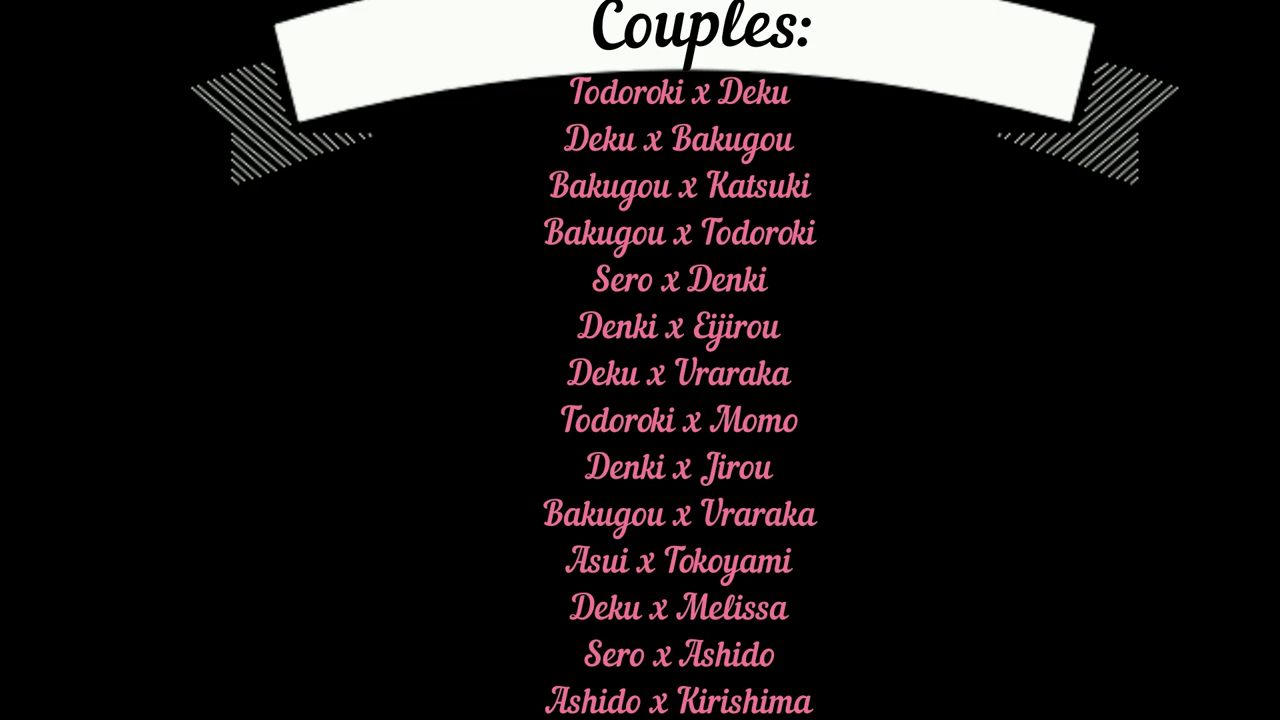 Couples:
Todoroki x Deku
Deku x Bakugou
Bakugou x Katsuki
Bakugou x Todoroki
Sero x Denki
Denki x Eijirou
Deku x Uraraka
Todoroki x Momo
Denki x Jirou
Bakugou x Uraraka
Asui x Tokoyami
Deku x Melissa
Sero x Ashido
Ashido x Kirishima